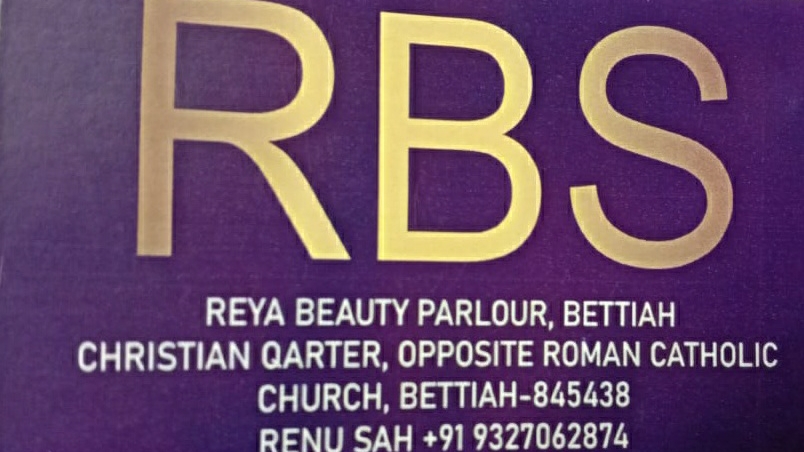 RBS
REYA BEAUTY PARLOUR, BETTIAH
CHRISTIAN QARTER, OPPOSITE ROMAN CATHOLIC
CHURCH, BETTIAH-845438
RENU SAH +91 9327062874